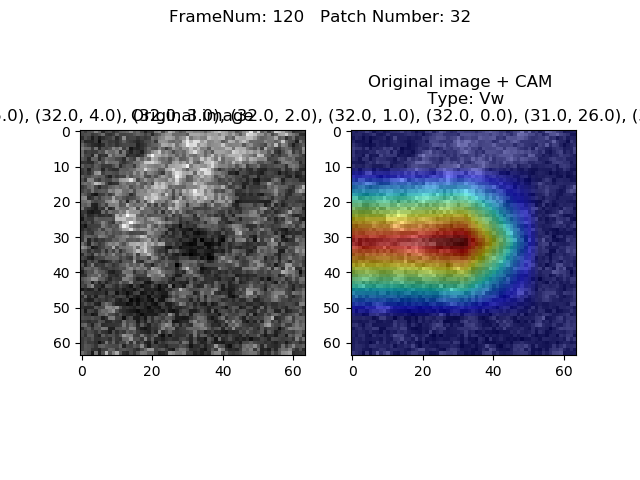 FrameNum: 120   Patch Number: 32
Original image + CAM
Type: Vw
.0), (32.0, 4.0), (32.0, 3.0), (32.0, 2.0), (32.0, 1.0), (32.0, 0.0), (31.0, 26.0), (
Original image
0
10
20
30
40
50
60
0 20 40 60
0
10
20
30
40
50
60
0 20 40 60